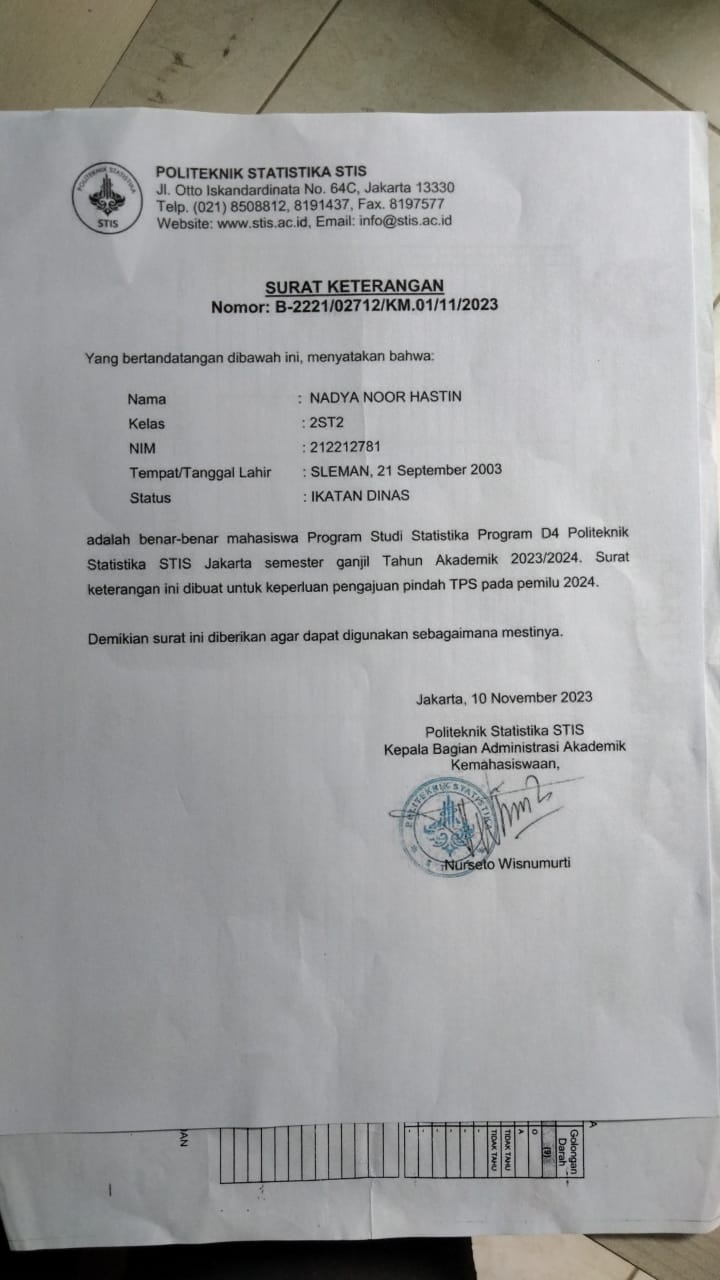 POLITEKNIK STATISTIKA
STIS
POLITEKNIK STATISTIKA STIS
Jl. Otto Iskandardinata No. 64C, Jakarta 13330
Telp. (021) 8508812, 8191437, Fax. 8197577
Website: www.stis.ac.id, Email: info@stis.ac.id
SURAT KETERANGAN
Nomor: B-2221/02712/KM.01/11/2023
Yang bertandatangan dibawah ini, menyatakan bahwa:
Nama : NADYA NOOR HASTIN
Kelas : 2ST2
NIM : 212212781
Tempat/Tanggal Lahir : SLEMAN, 21 September 2003
Status : IKATAN DINAS
adalah benar-benar mahasiswa Program Studi Statistika Program D4 Politeknik
Statistika STIS Jakarta semester ganjil Tahun Akademik 2023/2024. Surat
keterangan ini dibuat untuk keperluan pengajuan pindah TPS pada pemilu 2024.
Demikian surat ini diberikan agar dapat digunakan sebagaimana mestinya.
Jakarta, 10 November 2023
Politeknik Statistika STIS
Kepala Bagian Administrasi Akademik
Kemahasiswaan,
POLITEKNIK STATISTIKA
Nurseto Wisnumurti
Golongan
Darah
(9)
O
A
TIDAK TAHU
TIDAK TAHU